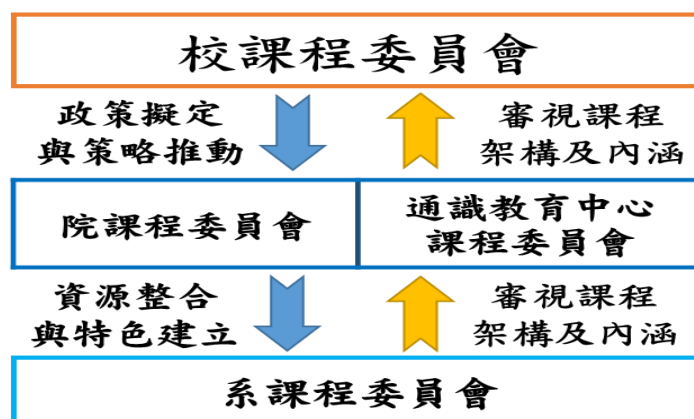 校課程委員會
政策擬定
與策略推動
審視課程
架構及內涵
院課程委員會
通識教育中心
課程委員會
資源整合
與特色建立
審視課程
架構及內涵
系課程委員會